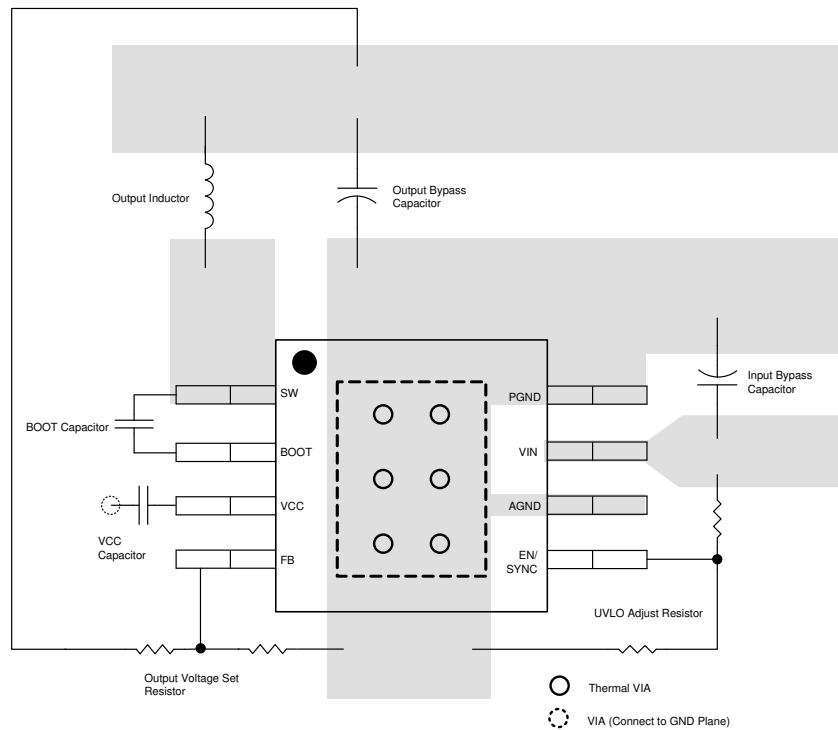 Output Inductor
Output Bypass
Capacitor
Input Bypass
Capacitor
SW
PGND
BOOT Capacitor
BOOT
VIN
VCC
AGND
VCC
Capacitor
FB
EN/
SYNC
UVLO Adjust Resistor
Output Voltage Set
Resistor
Thermal VIA
VIA (Connect to GND Plane)